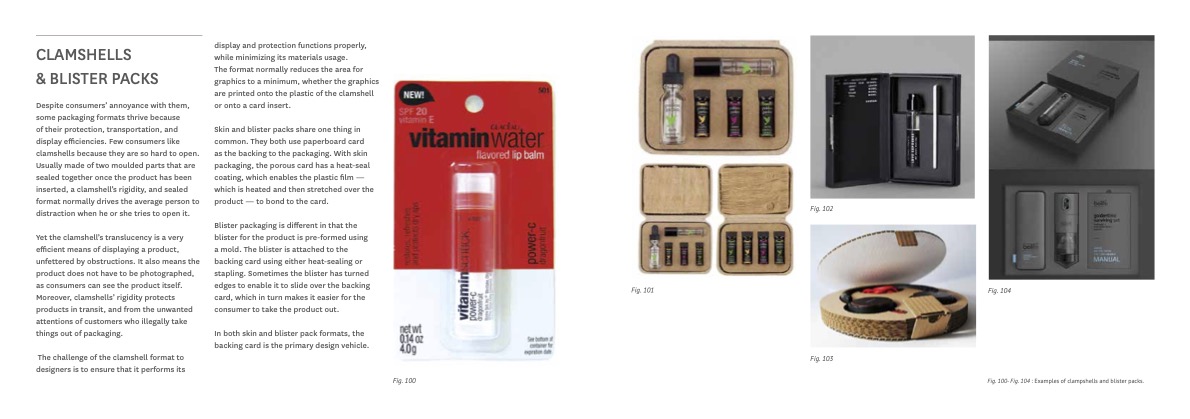 CLAMSHELLS
& BLISTER PACKS
Despite consumers' annoyance with them,
some packaging formats thrive because
of their protection, transportation, and
display efficiencies. Few consumers like
clamshells because they are so hard to open.
Usually made of two moulded parts that are
sealed together once the product has been
inserted, a clamshell's rigidity, and sealed
format normally drives the average person to
distraction when he or she tries to open it.
Yet the clamshell's translucency is a very
efficient means of displaying a product,
unfettered by obstructions. It also means the
product does not have to be photographed,
as consumers can see the product itself.
Moreover, clamshells' rigidity protects
products in transit, and from the unwanted
attentions of customers who illegally take
things out of packaging.
The challenge of the clamshell format to
designers is to ensure that it performs its
display and protection functions properly,
while minimizing its materials usage.
The format normally reduces the area for
graphics to a minimum, whether the graphics
are printed onto the plastic of the clamshell
or onto a card insert.
Skin and blister packs share one thing in
common. They both use paperboard card
as the backing to the packaging. With skin
packaging, the porous card has a heat-seal
coating, which enables the plastic film —
which is heated and then stretched over the
product — to bond to the card.
Blister packaging is different in that the
blister for the product is pre-formed using
a mold. The blister is attached to the
backing card using either heat-sealing or
stapling. Sometimes the blister has turned
edges to enable it to slide over the backing
card, which in turn makes it easier for the
consumer to take the product out.
In both skin and blister pack formats, the
backing card is the primary design vehicle.
NEW!
501
SPF 20
vitamin E
GLACÉAU
vitaminwater
flavored lip balm
power-c
dragonfruit
vitaminwater
power-c
dragonfruit
net wt
0.14 oz
4.0g
See bottom of
container for
expiration date.
Fig. 100
Fig. 101
Fig. 102
Fig. 103
MANUAL
Fig. 104
Fig. 100- Fig. 104 : Examples of clampshells and blister packs.